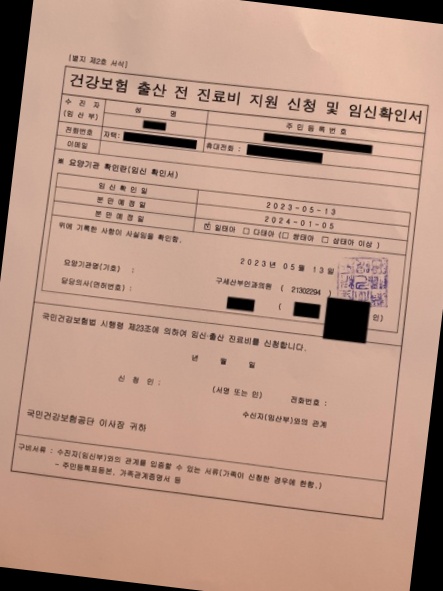 [별지 제2호 서식]
건강보험 출산 전 진료비 지원 신청 및 임신확인서
수 진 자
(임 신 부)
성 명
주 민 등 록 번 호
전화번호
자택:
휴대전화 :
이메일
※ 요양기관 확인란(임신 확인서)
임 신 확 인 일
2023-05-13
분 만 예 정 일
2024-01-05
분 만 예 정 일
☑ 일태아 □ 다태아 (□ 쌍태아 □ 삼태아 이상 )
위에 기록한 사항이 사실임을 확인함.
2023년 05월 13일
요양기관명(기호) :
구세산부인과의원 ( 21302294 )
담당의사(면허번호) :
( 인)
국민건강보험법 시행령 제23조에 의하여 임신·출산 진료비를 신청합니다.
년 월 일
신 청 인 :
(서명 또는 인)
전화번호 :
수신자(임산부)와의 관계
국민건강보험공단 이사장 귀하
구비서류 : 수진자(임산부)와의 관계를 입증할 수 있는 서류(가족이 신청한 경우에 한함.)
- 주민등록표등본, 가족관계증명서 등